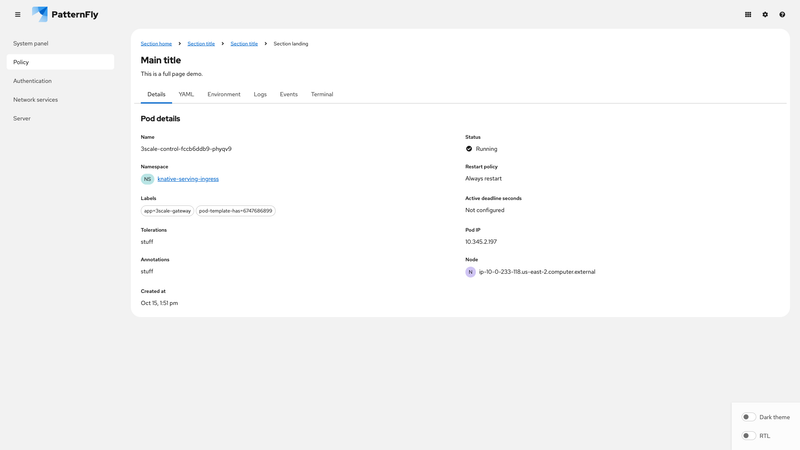 PatternFly
System panel
Policy
Authentication
Network services
Server
Section home > Section title > Section title > Section landing
Main title
This is a full page demo.
Details YAML Environment Logs Events Terminal
Pod details
Name
3scale-control-fccb6ddb9-phyqv9
Status
Running
Namespace
NS knative-serving-ingress
Restart policy
Always restart
Labels
app=3scale-gateway pod-template-has=6747686899
Active deadline seconds
Not configured
Tolerations
stuff
Pod IP
10.345.2.197
Annotations
stuff
Node
N ip-10-0-233-118.us-east-2.computer.external
Created at
Oct 15, 1:51 pm
Dark theme
RTL